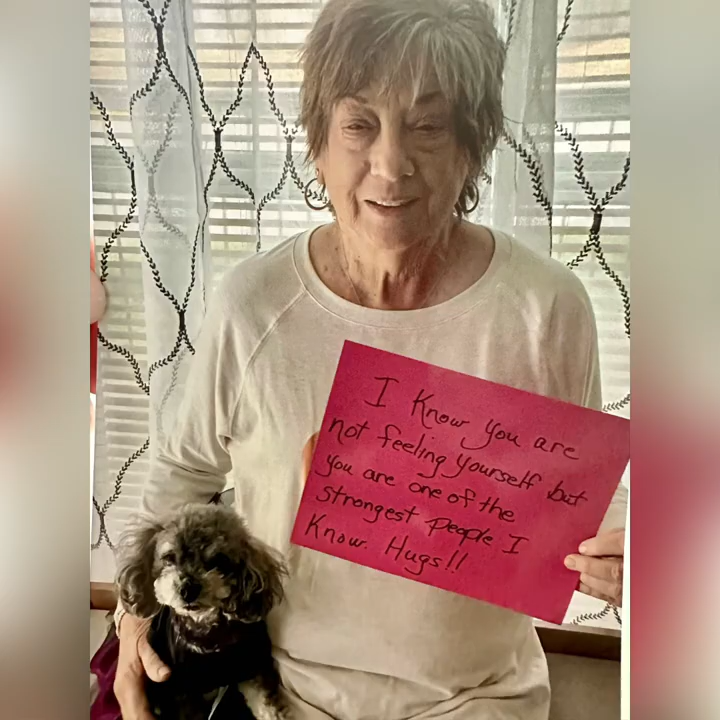 I Know you are
not feeling yourself but
you are one of the
strongest people I
Know. Hugs!!